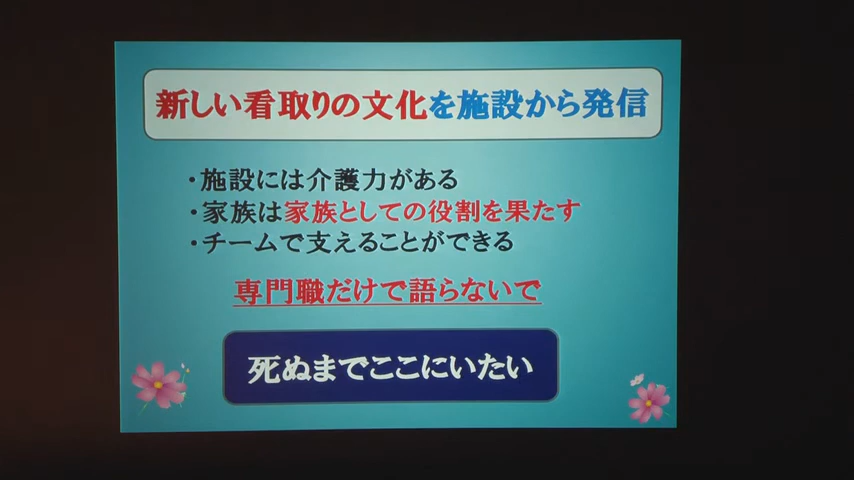 新しい看取りの文化を施設から発信
・施設には介護力がある
・家族は家族としての役割を果たす
・チームで支えることができる
専門職だけで語らないで
死ぬまでここにいたい